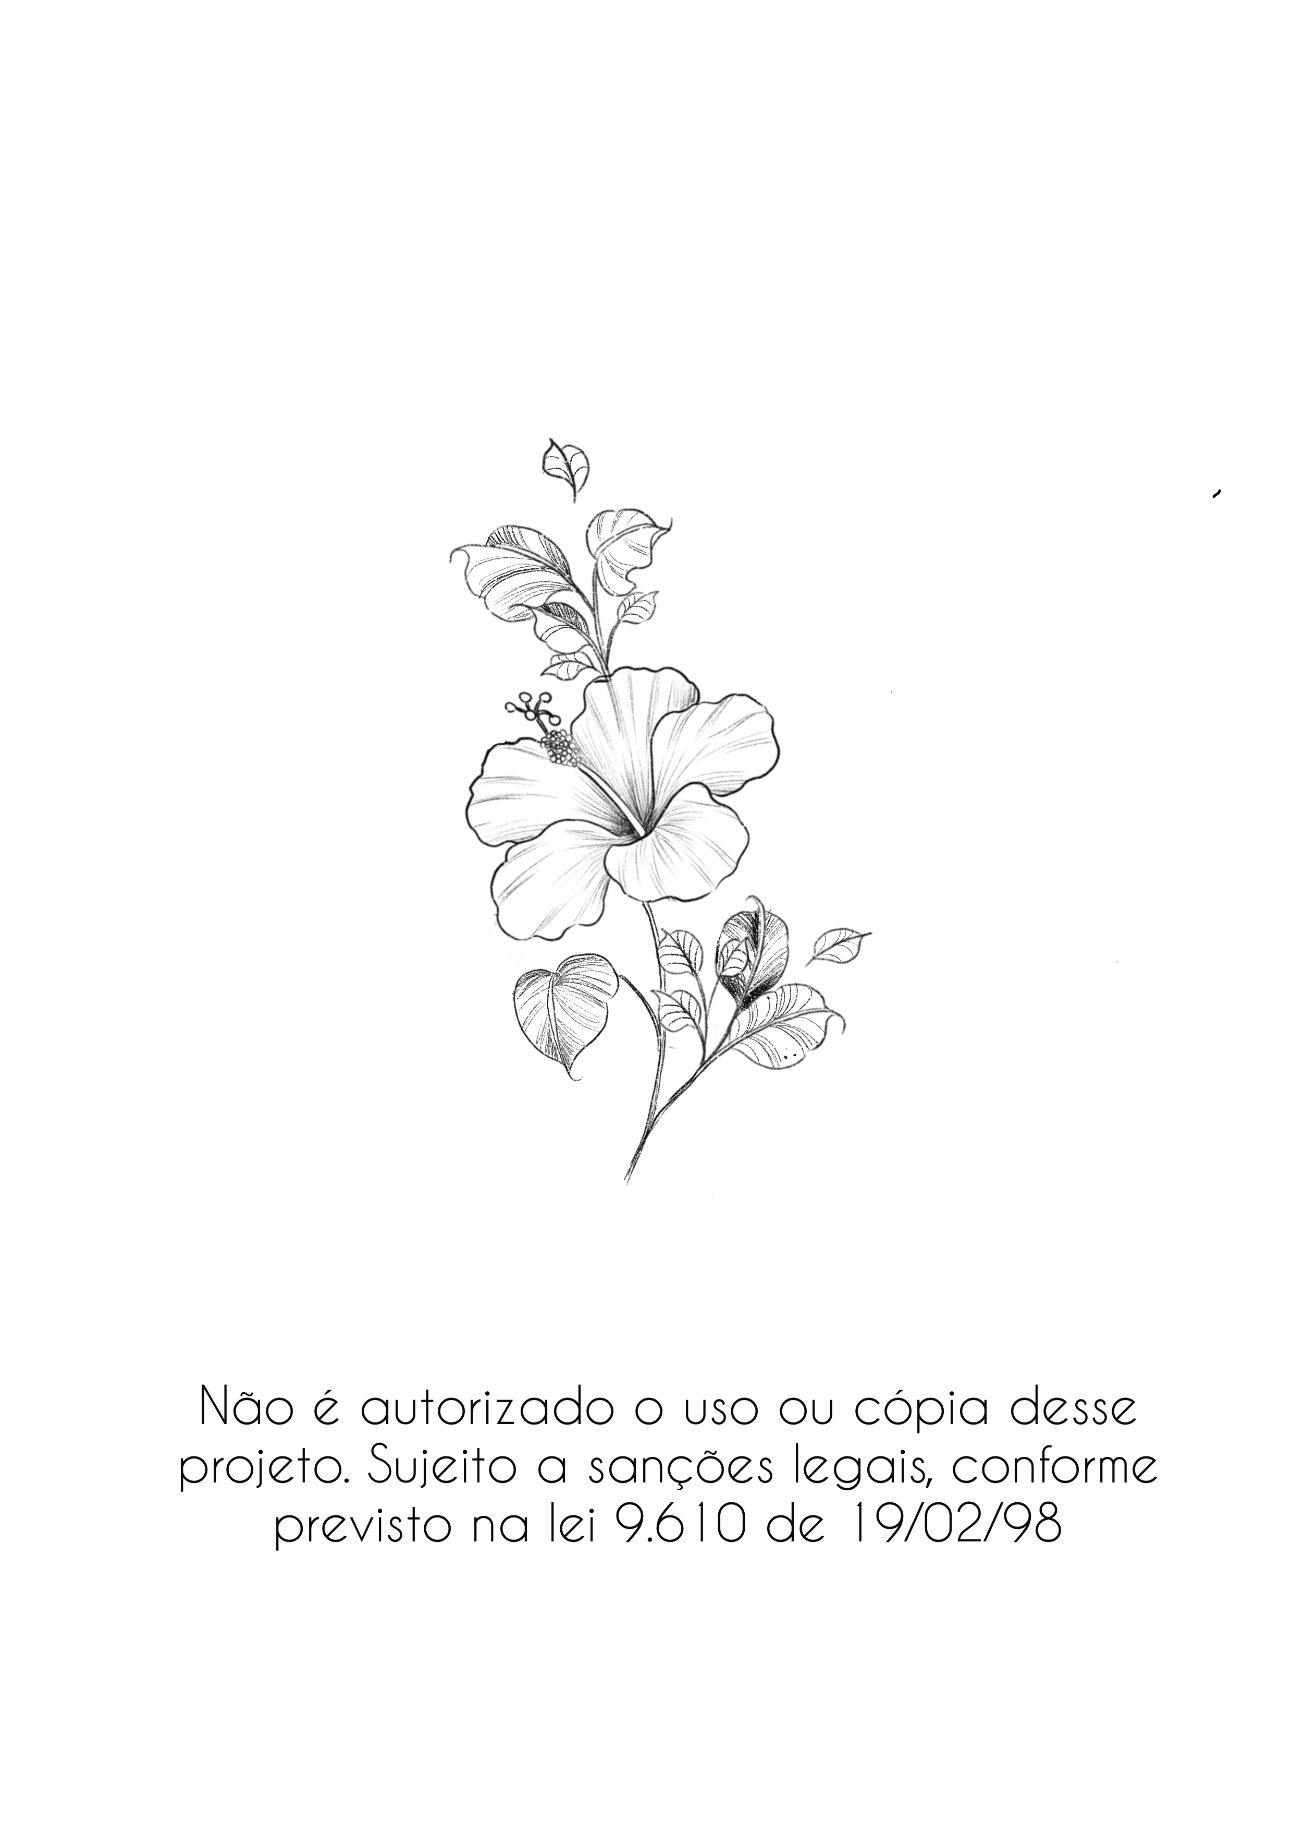 Não é autorizado o uso ou cópia desse
projeto. Sujeito a sanções legais, conforme
previsto na lei 9.610 de 19/02/98